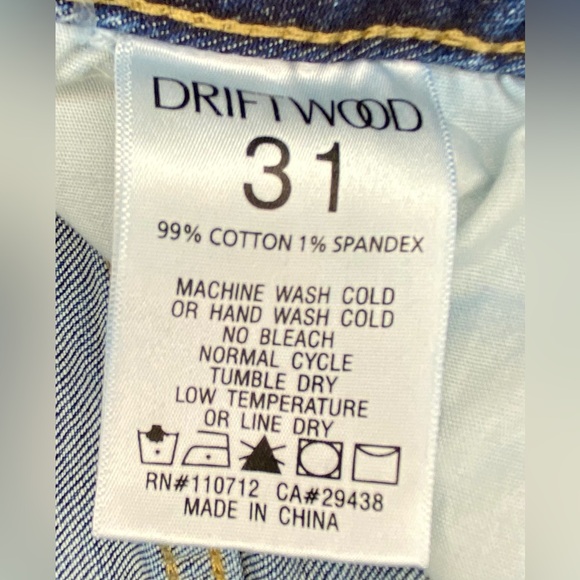 DRIFTWOOD
31
99% COTTON 1% SPANDEX
MACHINE WASH COLD
OR HAND WASH COLD
NO BLEACH
NORMAL CYCLE
TUMBLE DRY
LOW TEMPERATURE
OR LINE DRY
RN#110712 CA#29438
MADE IN CHINA